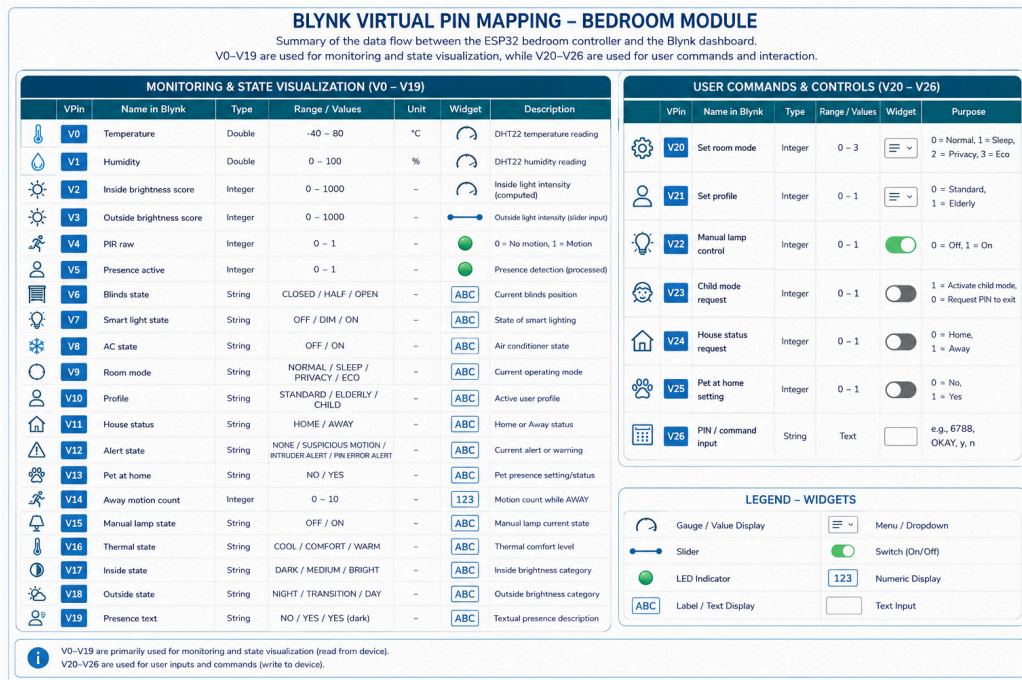 BLYNK VIRTUAL PIN MAPPING – BEDROOM MODULE
Summary of the data flow between the ESP32 bedroom controller and the Blynk dashboard.
V0–V19 are used for monitoring and state visualization, while V20–V26 are used for user commands and interaction.
MONITORING & STATE VISUALIZATION (V0 – V19)
VPin Name in Blynk Type Range / Values Unit Widget Description
V0 Temperature Double -40 – 80 °C DHT22 temperature reading
V1 Humidity Double 0 – 100 % DHT22 humidity reading
V2 Inside brightness score Integer 0 – 1000 – Inside light intensity
(computed)
V3 Outside brightness score Integer 0 – 1000 – Outside light intensity (slider input)
V4 PIR raw Integer 0 – 1 – 0 = No motion, 1 = Motion
V5 Presence active Integer 0 – 1 – Presence detection (processed)
V6 Blinds state String CLOSED / HALF / OPEN – ABC Current blinds position
V7 Smart light state String OFF / DIM / ON – ABC State of smart lighting
V8 AC state String OFF / ON – ABC Air conditioner state
V9 Room mode String NORMAL / SLEEP /
PRIVACY / ECO – ABC Current operating mode
V10 Profile String STANDARD / ELDERLY /
CHILD – ABC Active user profile
V11 House status String HOME / AWAY – ABC Home or Away status
V12 Alert state String NONE / SUSPICIOUS MOTION /
INTRUDER ALERT / PIN ERROR ALERT – ABC Current alert or warning
V13 Pet at home String NO / YES – ABC Pet presence setting/status
V14 Away motion count Integer 0 – 10 – 123 Motion count while AWAY
V15 Manual lamp state String OFF / ON – ABC Manual lamp current state
V16 Thermal state String COOL / COMFORT / WARM – ABC Thermal comfort level
V17 Inside state String DARK / MEDIUM / BRIGHT – ABC Inside brightness category
V18 Outside state String NIGHT / TRANSITION / DAY – ABC Outside brightness category
V19 Presence text String NO / YES / YES (dark) – ABC Textual presence description
USER COMMANDS & CONTROLS (V20 – V26)
VPin Name in Blynk Type Range / Values Widget Purpose
V20 Set room mode Integer 0 – 3 0 = Normal, 1 = Sleep,
2 = Privacy, 3 = Eco
V21 Set profile Integer 0 – 1 0 = Standard,
1 = Elderly
V22 Manual lamp
control Integer 0 – 1 0 = Off, 1 = On
V23 Child mode
request Integer 0 – 1 1 = Activate child mode,
0 = Request PIN to exit
V24 House status
request Integer 0 – 1 0 = Home,
1 = Away
V25 Pet at home
setting Integer 0 – 1 0 = No,
1 = Yes
V26 PIN / command
input String Text e.g., 6788,
OKAY, y, n
LEGEND – WIDGETS
Gauge / Value Display Menu / Dropdown
Slider Switch (On/Off)
LED Indicator 123 Numeric Display
ABC Label / Text Display Text Input
i V0–V19 are primarily used for monitoring and state visualization (read from device).
V20–V26 are used for user inputs and commands (write to device).